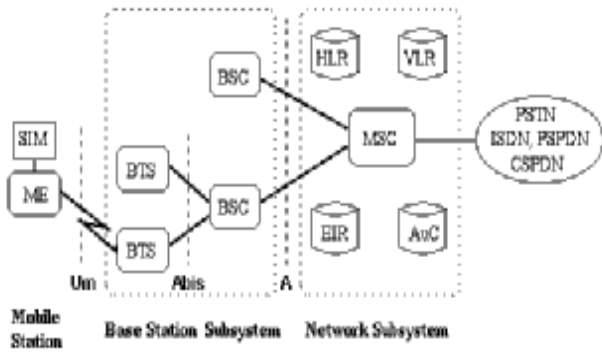 HLR
VLR
BSC
PSTN
ISDN, PSPDN
CSPDN
MSC
SIM
BTS
ME
BSC
BTS
EIR
AuC
Um
Abis
A
Mobile
Station
Base Station Subsystem
Network Subsystem